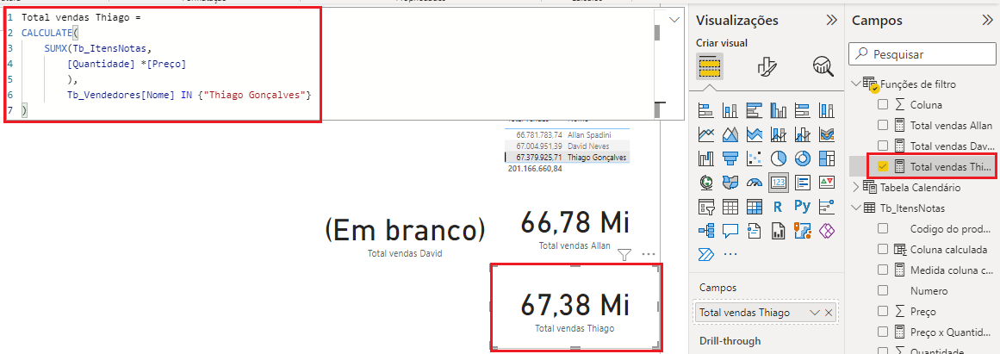 1 Total vendas Thiago =
2 CALCULATE(
3 SUMX(Tb_ItensNotas,
4 [Quantidade] *[Preço]
5 ),
6 Tb_Vendedores[Nome] IN {"Thiago Gonçalves"}
7 )
66.781.783,74 Allan Spadini
67.004.951,39 David Neves
67.379.925,71 Thiago Gonçalves
201.166.660,84
(Em branco)
Total vendas David
66,78 Mi
Total vendas Allan
67,38 Mi
Total vendas Thiago
Visualizações
Criar visual
123
R
Py
Campos
Total vendas Thiago
Drill-through
Campos
Pesquisar
Funções de filtro
Coluna
Total vendas Allan
Total vendas Dav...
Total vendas Thi...
Tabela Calendário
Tb_ItensNotas
Codigo do prod...
Coluna calculada
Medida coluna c...
Numero
Preço
Preço x Quantid...
Quantidade